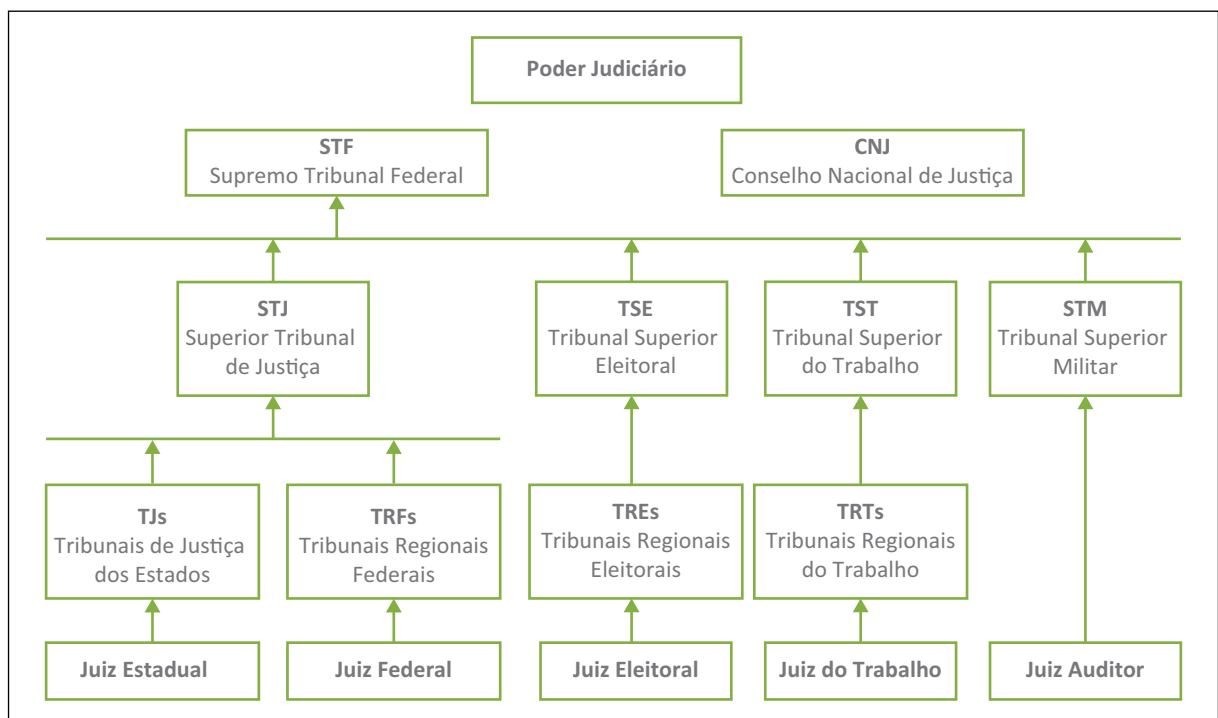 Poder Judiciário
STF
Supremo Tribunal Federal
CNJ
Conselho Nacional de Justiça
STJ
Superior Tribunal
de Justiça
TSE
Tribunal Superior
Eleitoral
TST
Tribunal Superior
do Trabalho
STM
Tribunal Superior
Militar
TJs
Tribunais de Justiça
dos Estados
TRFs
Tribunais Regionais
Federais
TREs
Tribunais Regionais
Eleitorais
TRTs
Tribunais Regionais
do Trabalho
Juiz Estadual
Juiz Federal
Juiz Eleitoral
Juiz do Trabalho
Juiz Auditor